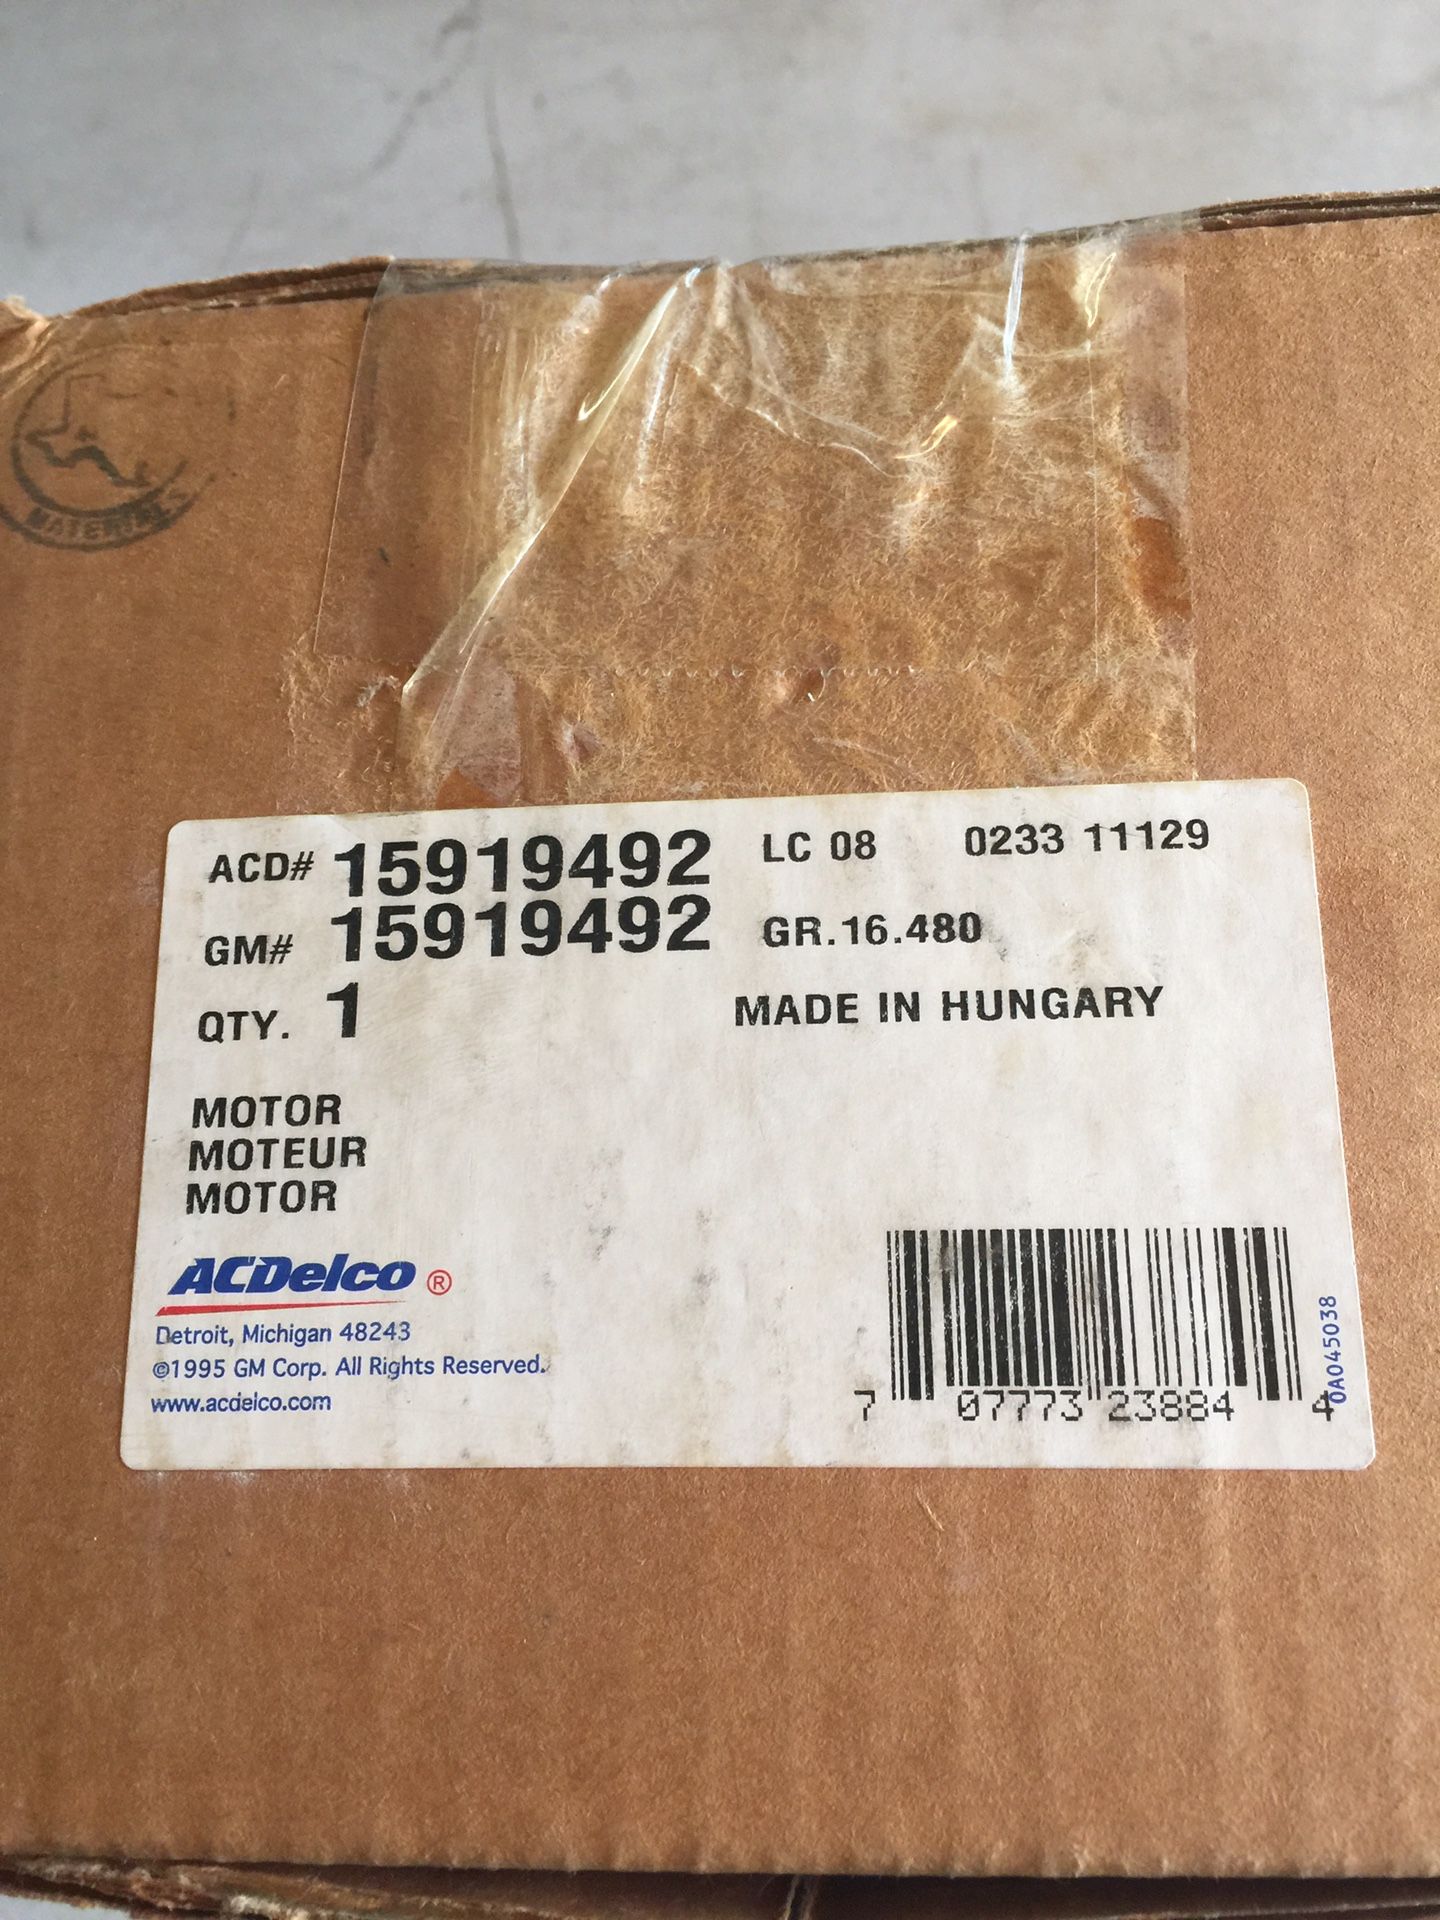 MATERIALS
ACD# 15919492 LC 08 0233 11129
GM# 15919492 GR.16.480
QTY. 1 MADE IN HUNGARY
MOTOR
MOTEUR
MOTOR
ACDelco ®
Detroit, Michigan 48243
©1995 GM Corp. All Rights Reserved.
www.acdelco.com
7 07773 23884 4
0A045038